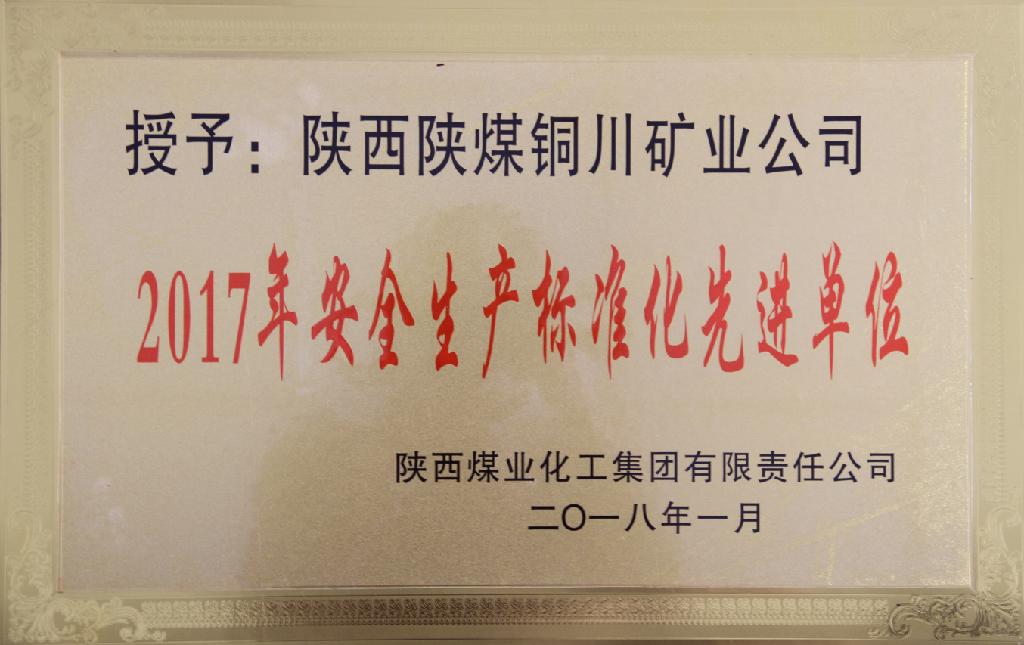 授予：陕西陕煤铜川矿业公司
2017年安全生产标准化先进单位
陕西煤业化工集团有限责任公司
二〇一八年一月